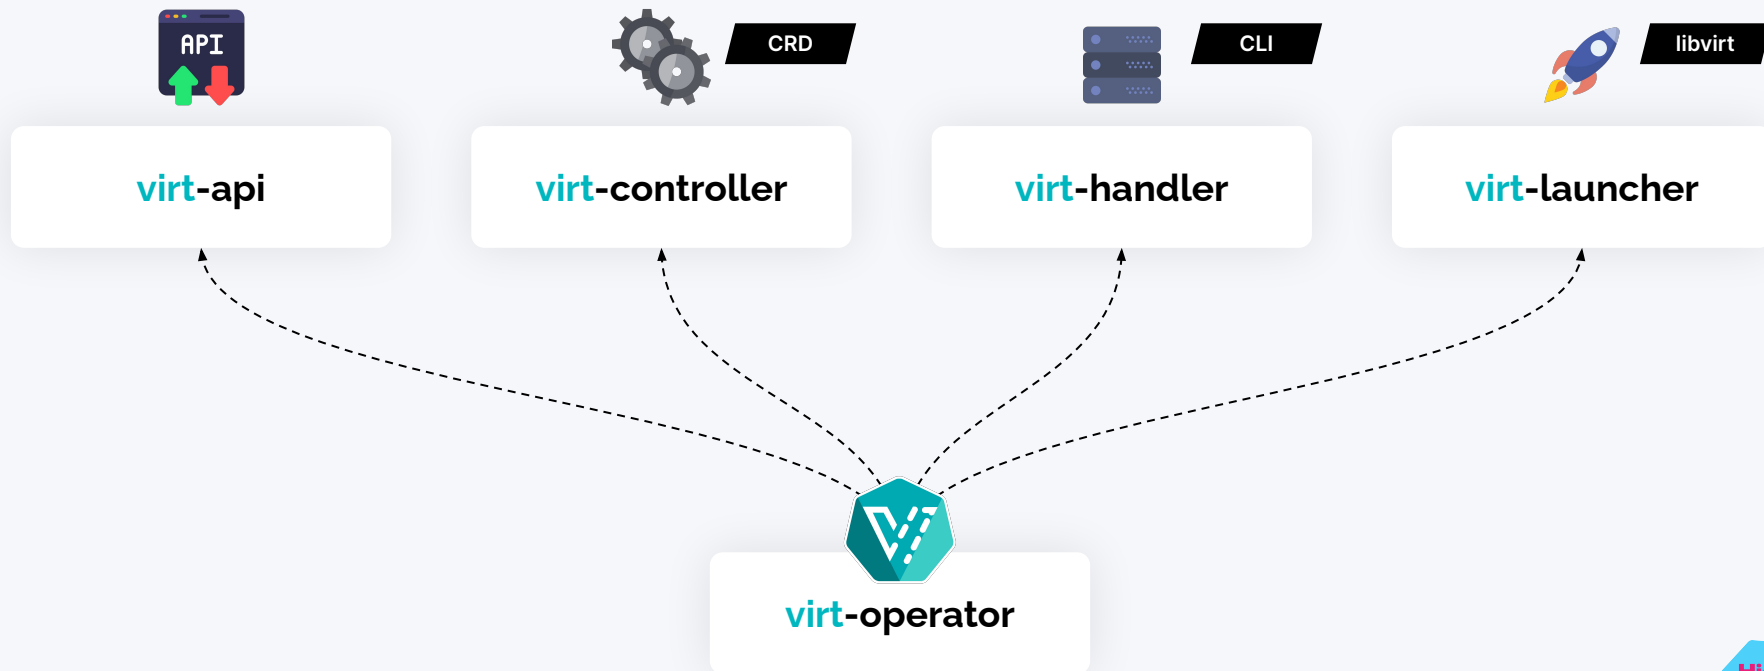 API
CRD
CLI
libvirt
virt-api
virt-controller
virt-handler
virt-launcher
virt-operator